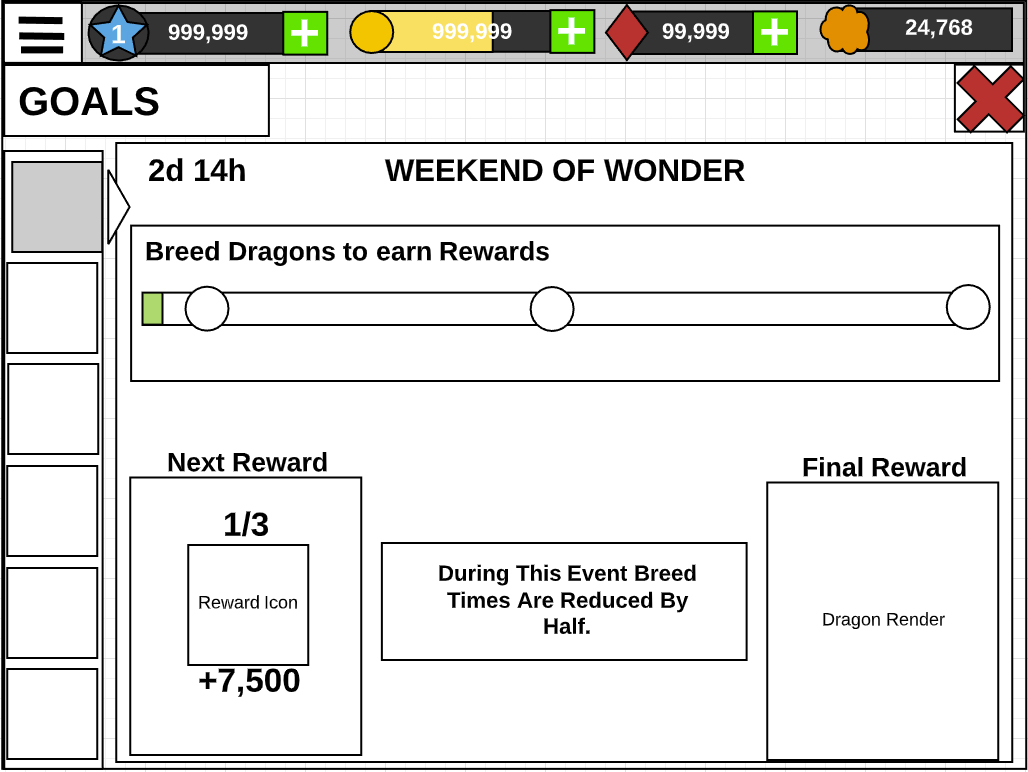 1
999,999
999,999
99,999
24,768
GOALS
2d 14h
WEEKEND OF WONDER
Breed Dragons to earn Rewards
Next Reward
1/3
Reward Icon
+7,500
During This Event Breed
Times Are Reduced By
Half.
Final Reward
Dragon Render